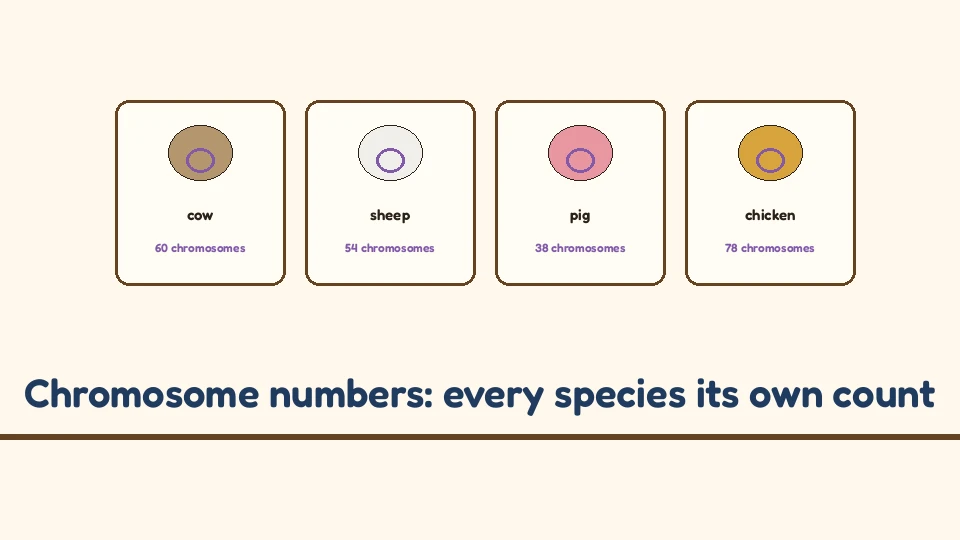 cow
60 chromosomes
sheep
54 chromosomes
pig
38 chromosomes
chicken
78 chromosomes
Chromosome numbers: every species its own count